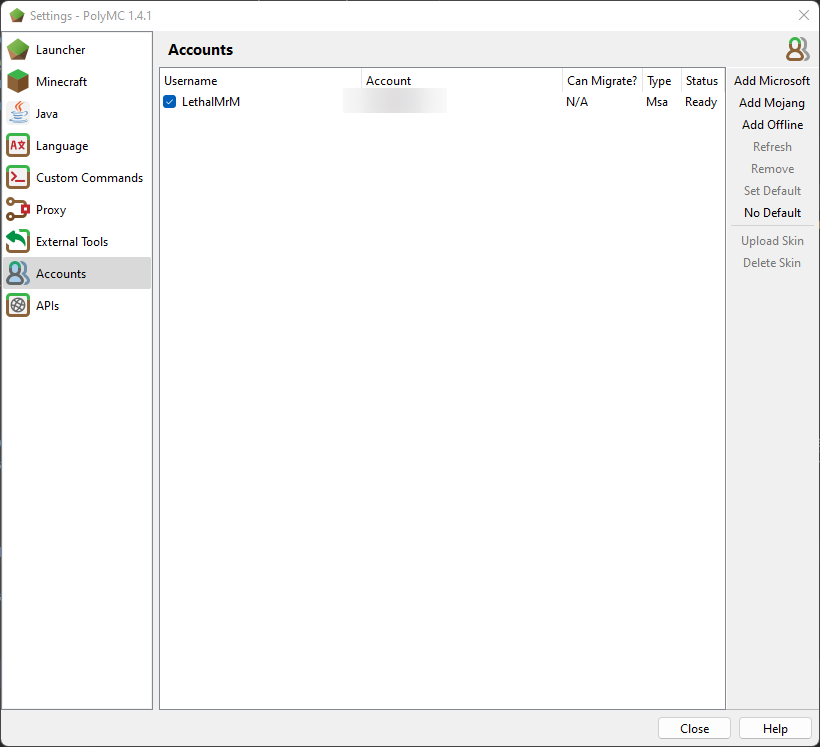 Settings - PolyMC 1.4.1
Launcher
Minecraft
Java
Language
Custom Commands
Proxy
External Tools
Accounts
APIs
Accounts
Username Account Can Migrate? Type Status
LethalMrM N/A Msa Ready
Add Microsoft
Add Mojang
Add Offline
Refresh
Remove
Set Default
No Default
Upload Skin
Delete Skin
Close Help